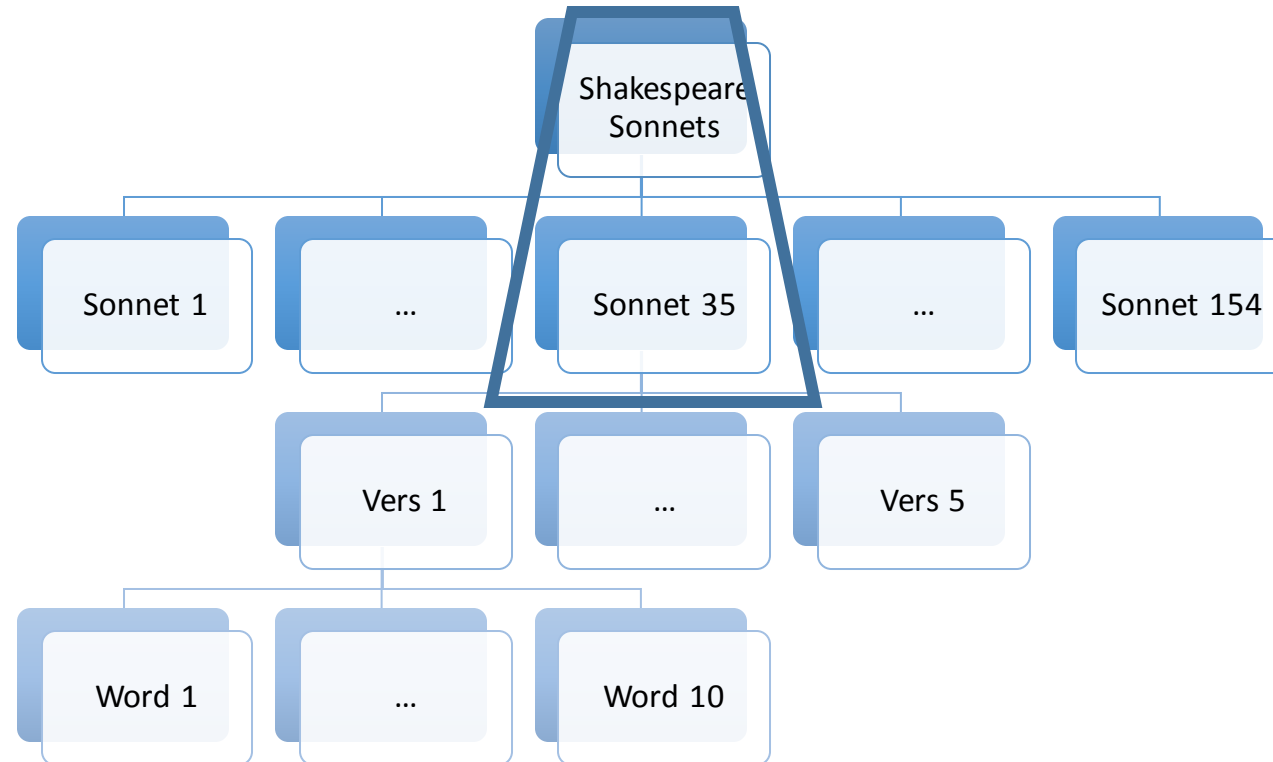 Shakespeare
Sonnets
Sonnet 1
...
Sonnet 35
...
Sonnet 154
Vers 1
...
Vers 5
Word 1
...
Word 10